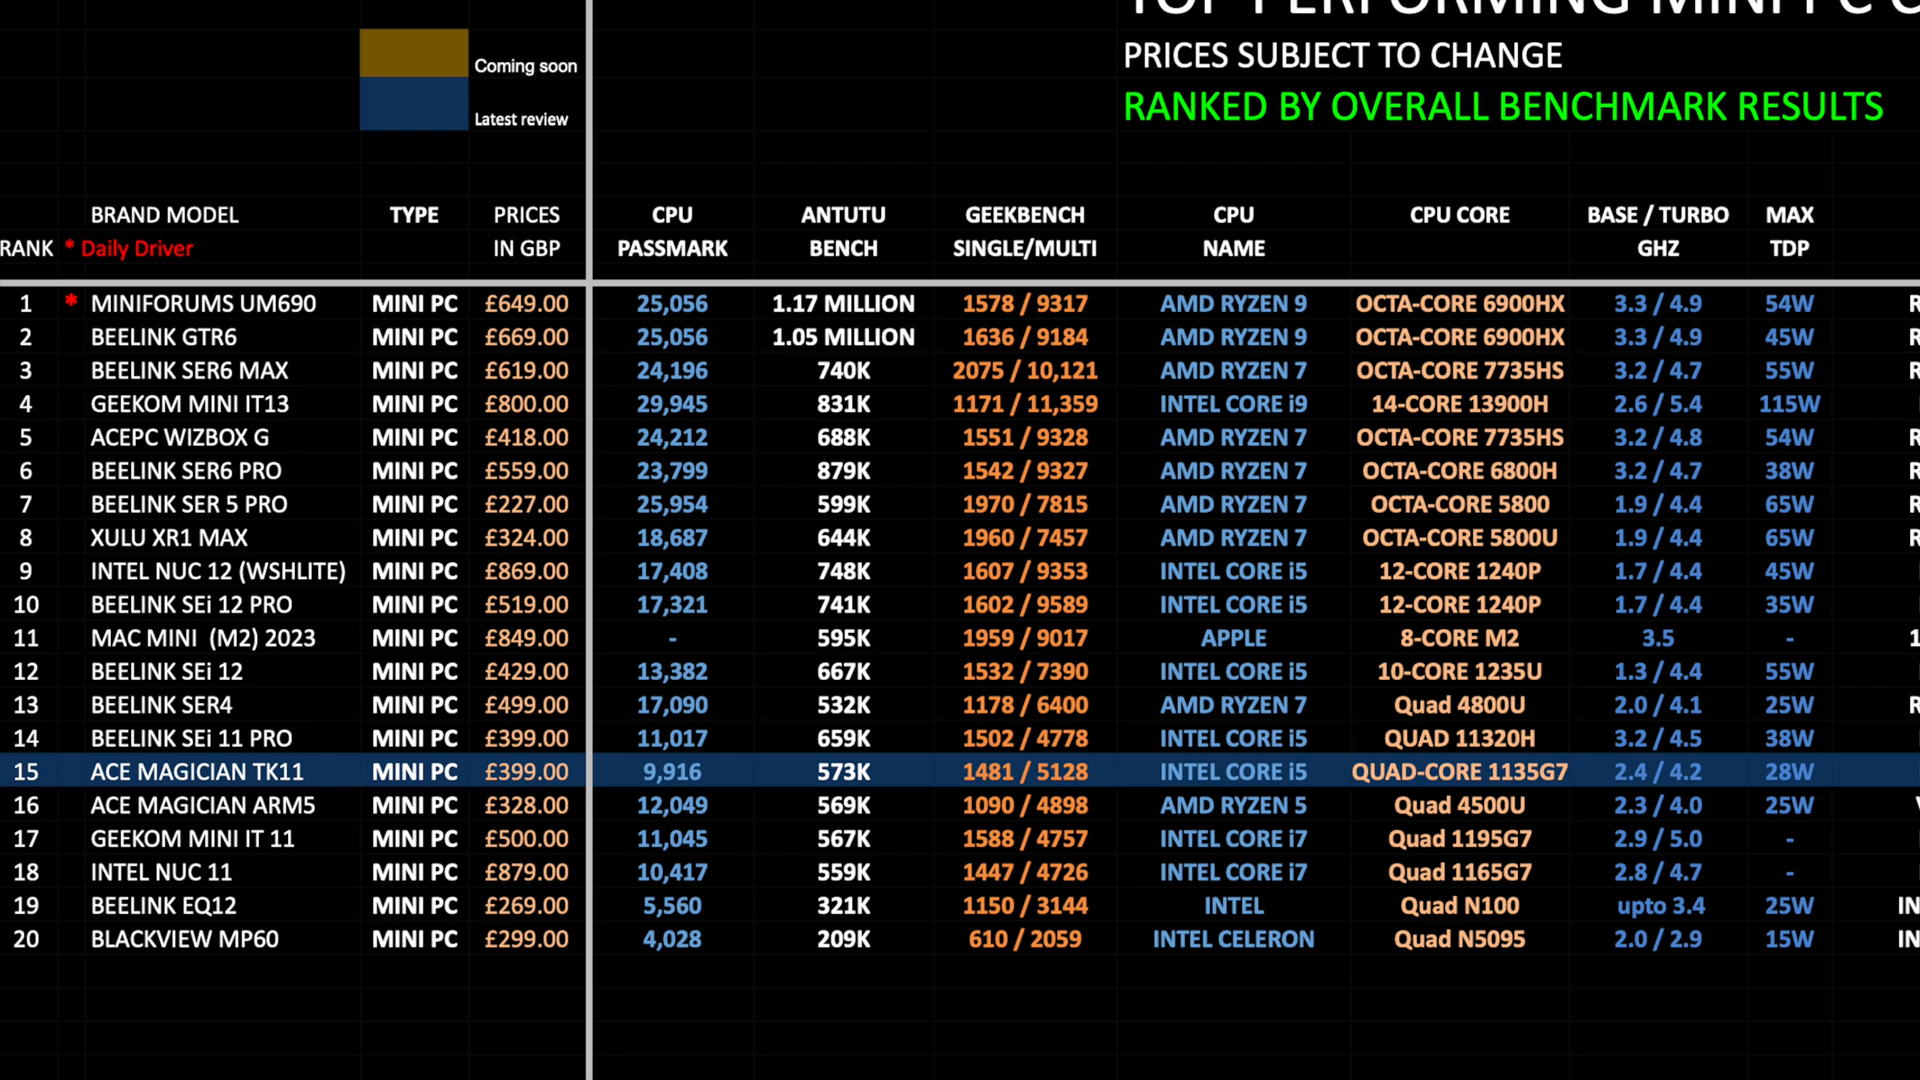 TOP PERFORMING MINI PC
PRICES SUBJECT TO CHANGE
RANKED BY OVERALL BENCHMARK RESULTS
Coming soon
Latest review
BRAND MODEL TYPE PRICES CPU ANTUTU GEEKBENCH CPU CPU CORE BASE / TURBO MAX
RANK * Daily Driver IN GBP PASSMARK BENCH SINGLE/MULTI NAME GHZ TDP
1 * MINIFORUMS UM690 MINI PC £649.00 25,056 1.17 MILLION 1578 / 9317 AMD RYZEN 9 OCTA-CORE 6900HX 3.3 / 4.9 54W
2 BEELINK GTR6 MINI PC £669.00 25,056 1.05 MILLION 1636 / 9184 AMD RYZEN 9 OCTA-CORE 6900HX 3.3 / 4.9 45W
3 BEELINK SER6 MAX MINI PC £619.00 24,196 740K 2075 / 10,121 AMD RYZEN 7 OCTA-CORE 7735HS 3.2 / 4.7 55W
4 GEEKOM MINI IT13 MINI PC £800.00 29,945 831K 1171 / 11,359 INTEL CORE i9 14-CORE 13900H 2.6 / 5.4 115W
5 ACEPC WIZBOX G MINI PC £418.00 24,212 688K 1551 / 9328 AMD RYZEN 7 OCTA-CORE 7735HS 3.2 / 4.8 54W
6 BEELINK SER6 PRO MINI PC £559.00 23,799 879K 1542 / 9327 AMD RYZEN 7 OCTA-CORE 6800H 3.2 / 4.7 38W
7 BEELINK SER 5 PRO MINI PC £227.00 25,954 599K 1970 / 7815 AMD RYZEN 7 OCTA-CORE 5800 1.9 / 4.4 65W
8 XULU XR1 MAX MINI PC £324.00 18,687 644K 1960 / 7457 AMD RYZEN 7 OCTA-CORE 5800U 1.9 / 4.4 65W
9 INTEL NUC 12 (WSHLITE) MINI PC £869.00 17,408 748K 1607 / 9353 INTEL CORE i5 12-CORE 1240P 1.7 / 4.4 45W
10 BEELINK SEi 12 PRO MINI PC £519.00 17,321 741K 1602 / 9589 INTEL CORE i5 12-CORE 1240P 1.7 / 4.4 35W
11 MAC MINI (M2) 2023 MINI PC £849.00 - 595K 1959 / 9017 APPLE 8-CORE M2 3.5 -
12 BEELINK SEi 12 MINI PC £429.00 13,382 667K 1532 / 7390 INTEL CORE i5 10-CORE 1235U 1.3 / 4.4 55W
13 BEELINK SER4 MINI PC £499.00 17,090 532K 1178 / 6400 AMD RYZEN 7 Quad 4800U 2.0 / 4.1 25W
14 BEELINK SEi 11 PRO MINI PC £399.00 11,017 659K 1502 / 4778 INTEL CORE i5 QUAD 11320H 3.2 / 4.5 38W
15 ACE MAGICIAN TK11 MINI PC £399.00 9,916 573K 1481 / 5128 INTEL CORE i5 QUAD-CORE 1135G7 2.4 / 4.2 28W
16 ACE MAGICIAN ARM5 MINI PC £328.00 12,049 569K 1090 / 4898 AMD RYZEN 5 Quad 4500U 2.3 / 4.0 25W
17 GEEKOM MINI IT 11 MINI PC £500.00 11,045 567K 1588 / 4757 INTEL CORE i7 Quad 1195G7 2.9 / 5.0 -
18 INTEL NUC 11 MINI PC £879.00 10,417 559K 1447 / 4726 INTEL CORE i7 Quad 1165G7 2.8 / 4.7 -
19 BEELINK EQ12 MINI PC £269.00 5,560 321K 1150 / 3144 INTEL Quad N100 upto 3.4 25W
20 BLACKVIEW MP60 MINI PC £299.00 4,028 209K 610 / 2059 INTEL CELERON Quad N5095 2.0 / 2.9 15W